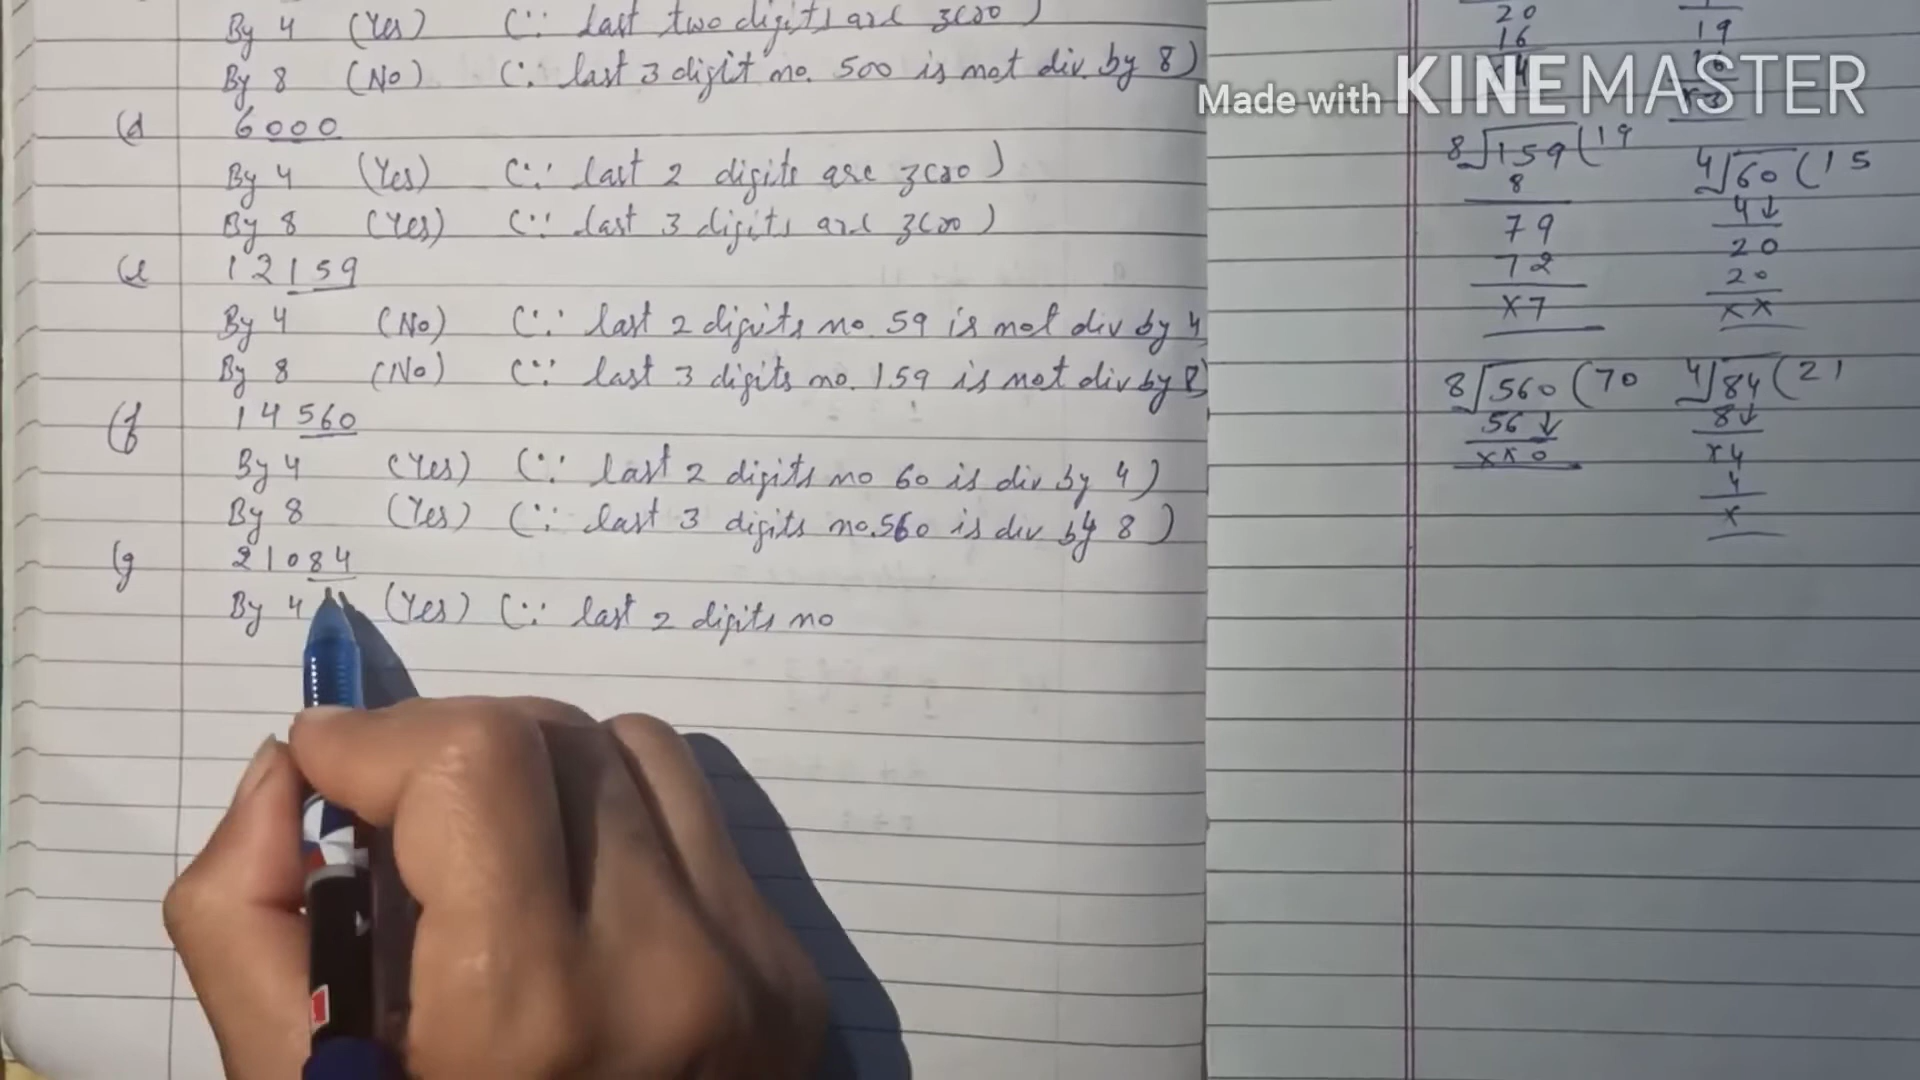 By 4 (Yes) (∵ last two digits are zero)
By 8 (No) (∵ last 3 digit no. 500 is not div. by 8)
(d 6000
By 4 (Yes) (∵ last 2 digits are zero)
By 8 (Yes) (∵ last 3 digits are zero)
(e 12159
By 4 (No) (∵ last 2 digits no. 59 is not div by 4
By 8 (No) (∵ last 3 digits no. 159 is not div by 8)
(f 14560
By 4 (Yes) (∵ last 2 digits no 60 is div by 4)
By 8 (Yes) (∵ last 3 digits no.560 is div by 8)
(g 21084
By 4 (Yes) (∵ last 2 digits no
20
16
19
16
Made with KINEMASTER
8)159(19
8
79
72
x7
4)60(15
4↓
20
20
xx
8)560(70
56↓
xx0
4)84(21
8↓
x4
4
x